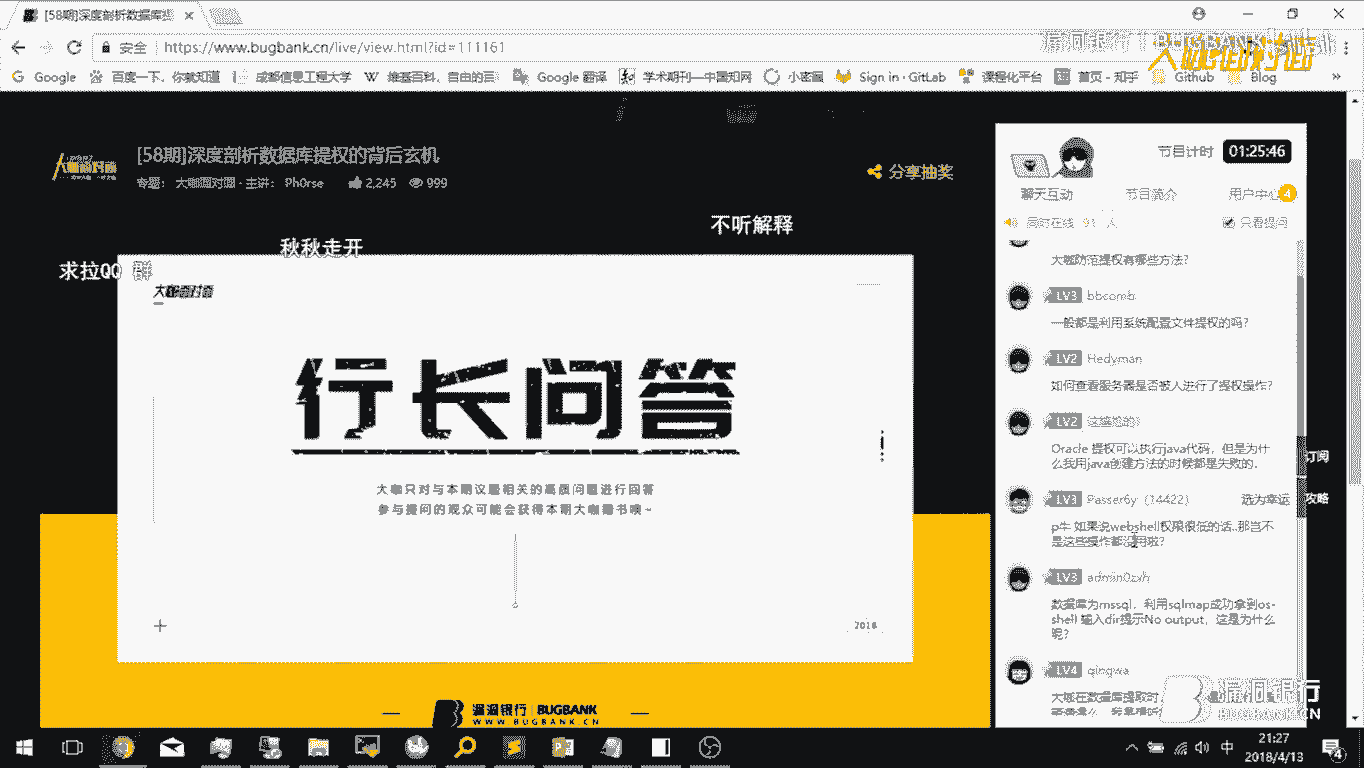 [58期]深度剖析数据库提
安全
https://www.bugbank.cn/live/view.html?id=111161
Google
百度一下，你就知道
成都信息工程大学
维基百科，自由的百
Google 翻译
学术期刊—中国知网
小密圈
Sign in · GitLab
课程化平台
首页 - 知乎
Github
Blog
»
大咖面对面
[58期]深度剖析数据库提权的背后玄机
专题： 大咖面对面 · 主讲： Ph0rse
2,245
999
分享抽奖
不听解释
秋秋走开
求拉QQ 群
大咖面对面
行长问答
大咖只对与本期议题相关的高质问题进行回答
参与提问的观众可能会获得本期大咖赠书噢~
2018
漏洞银行 BUGBANK
WWW.BUGBANK.CN
节目计时
01:25:46
聊天互动
节目简介
用户中心
4
同时在线 91 人
只看提问
大咖防范提权有哪些方法？
LV3 bbcomb
一般都是利用系统配置文件提权的吗？
LV2 Hedyman
如何查看服务器是否被人进行了提权操作？
LV2
Oracle 提权可以执行java代码，但是为什
么我用java创建方法的时候都是失败的.
LV3 Passer6y（14422）
选为幸运
p牛 如果说webshell权限很低的话..那岂不
是这些操作都没用啦？
LV3 admin0zxh
数据库为mssql，利用sqlmap成功拿到os-
shell 输入dir提示No output，这是为什么
呢？
LV4 qingwa
大咖在数据库提取时
订阅
攻略
漏洞银行
BUGBANK.CN
中
21:27
2018/4/13
4